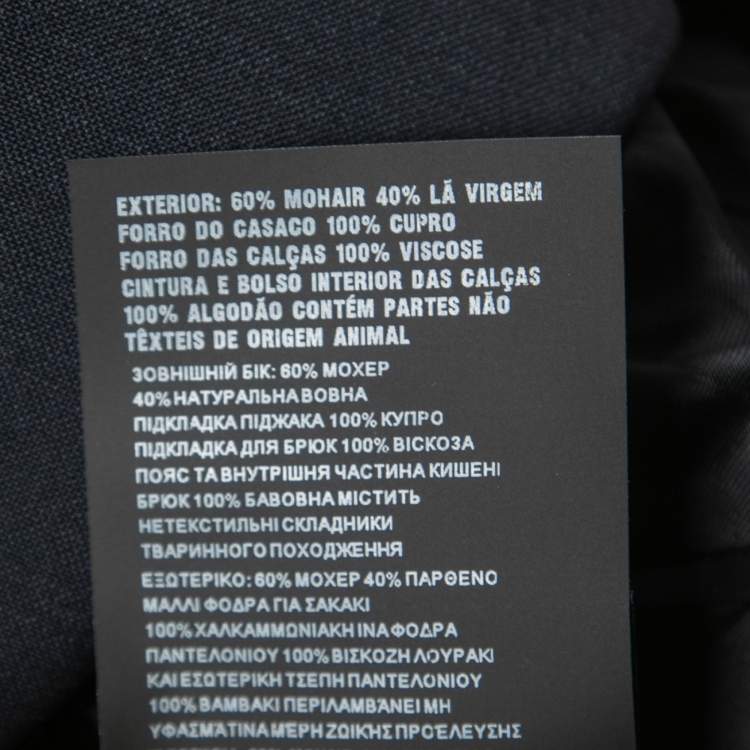 EXTERIOR: 60% MOHAIR 40% LÃ VIRGEM
FORRO DO CASACO 100% CUPRO
FORRO DAS CALÇAS 100% VISCOSE
CINTURA E BOLSO INTERIOR DAS CALÇAS
100% ALGODÃO CONTÉM PARTES NÃO
TÊXTEIS DE ORIGEM ANIMAL
ЗОВНІШНІЙ БІК: 60% МОХЕР
40% НАТУРАЛЬНА ВОВНА
ПІДКЛАДКА ПІДЖАКА 100% КУПРО
ПІДКЛАДКА ДЛЯ БРЮК 100% ВІСКОЗА
ПОЯС ТА ВНУТРІШНЯ ЧАСТИНА КИШЕНІ
БРЮК 100% БАВОВНА МІСТИТЬ
НЕТЕКСТИЛЬНІ СКЛАДНИКИ
ТВАРИННОГО ПОХОДЖЕННЯ
ΕΞΩΤΕΡΙΚΟ: 60% ΜΟΧΕΡ 40% ΠΑΡΘΕΝΟ
ΜΑΛΛΙ ΦΟΔΡΑ ΓΙΑ ΣΑΚΑΚΙ
100% ΧΑΛΚΑΜΜΩΝΙΑΚΗ ΙΝΑ ΦΟΔΡΑ
ΠΑΝΤΕΛΟΝΙΟΥ 100% ΒΙΣΚΟΖΗ ΛΟΥΡΑΚΙ
ΚΑΙ ΕΣΩΤΕΡΙΚΗ ΤΣΕΠΗ ΠΑΝΤΕΛΟΝΙΟΥ
100% ΒΑΜΒΑΚΙ ΠΕΡΙΛΑΜΒΑΝΕΙ ΜΗ
ΥΦΑΣΜΑΤΙΝΑ ΜΕΡΗ ΖΩΙΚΗΣ ΠΡΟΕΛΕΥΣΗΣ